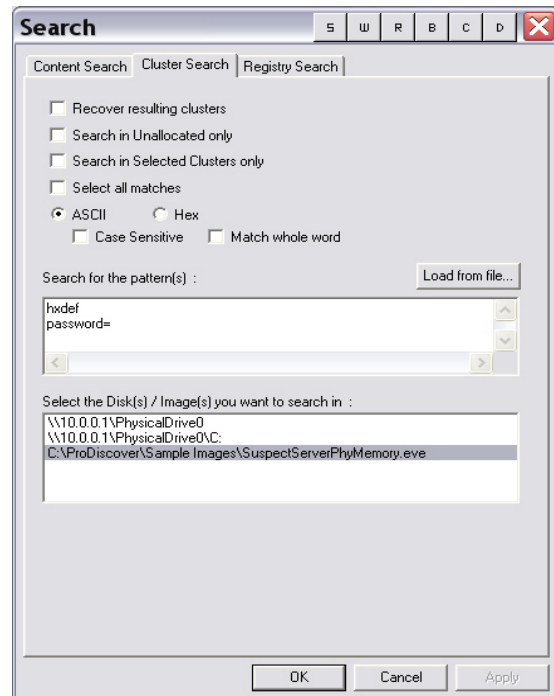 Search S W R B C D
Content Search Cluster Search Registry Search
Recover resulting clusters
Search in Unallocated only
Search in Selected Clusters only
Select all matches
ASCII Hex
Case Sensitive Match whole word
Search for the pattern(s) : Load from file...
hxdef
password=
Select the Disk(s) / Image(s) you want to search in :
\\10.0.0.1\PhysicalDrive0
\\10.0.0.1\PhysicalDrive0\C:
C:\ProDiscover\Sample Images\SuspectServerPhyMemory.eve
OK Cancel Apply